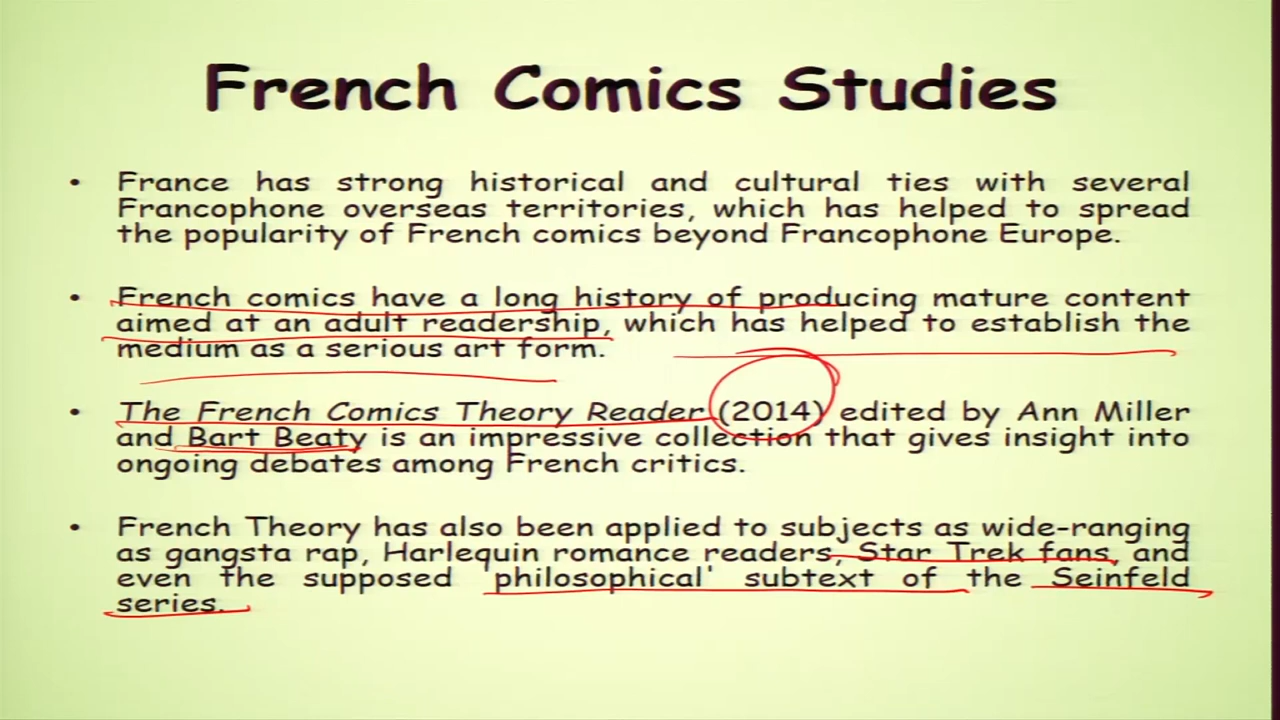 French Comics Studies
• France has strong historical and cultural ties with several
Francophone overseas territories, which has helped to spread
the popularity of French comics beyond Francophone Europe.
• French comics have a long history of producing mature content
aimed at an adult readership, which has helped to establish the
medium as a serious art form.
• The French Comics Theory Reader (2014) edited by Ann Miller
and Bart Beaty is an impressive collection that gives insight into
ongoing debates among French critics.
• French Theory has also been applied to subjects as wide-ranging
as gangsta rap, Harlequin romance readers, Star Trek fans, and
even the supposed 'philosophical' subtext of the Seinfeld
series.